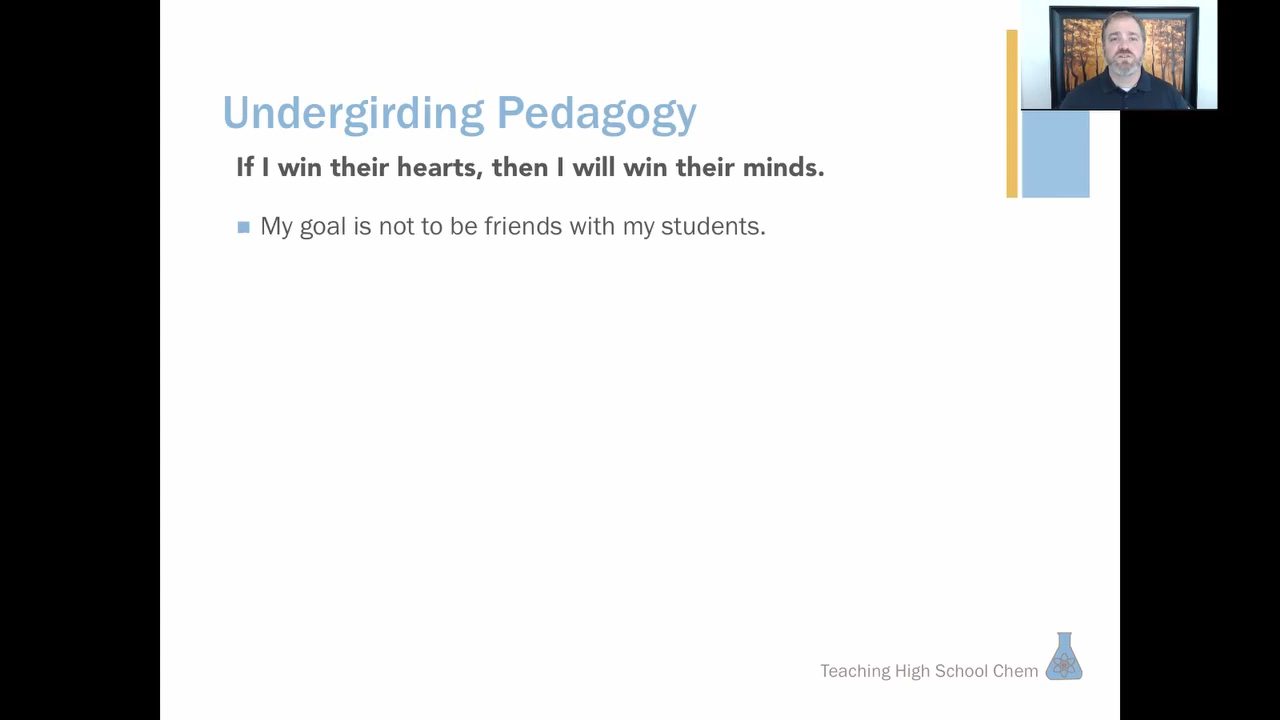 Undergirding Pedagogy
If I win their hearts, then I will win their minds.
My goal is not to be friends with my students.
Teaching High School Chem